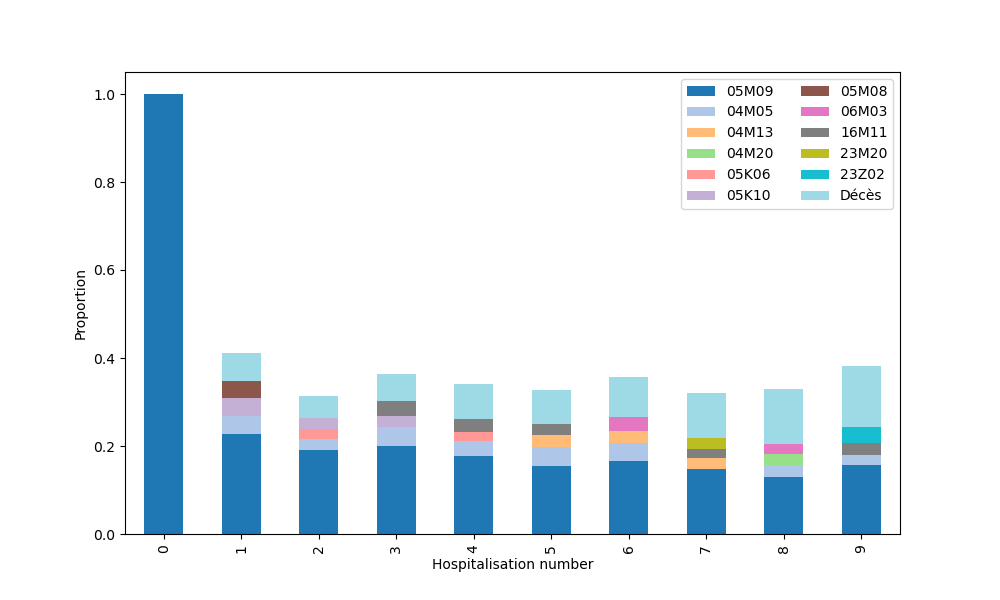 1.0
0.8
0.6
0.4
0.2
0.0
Proportion
05M09
04M05
04M13
04M20
05K06
05K10
05M08
06M03
16M11
23M20
23Z02
Décès
0 1 2 3 4 5 6 7 8 9
Hospitalisation number